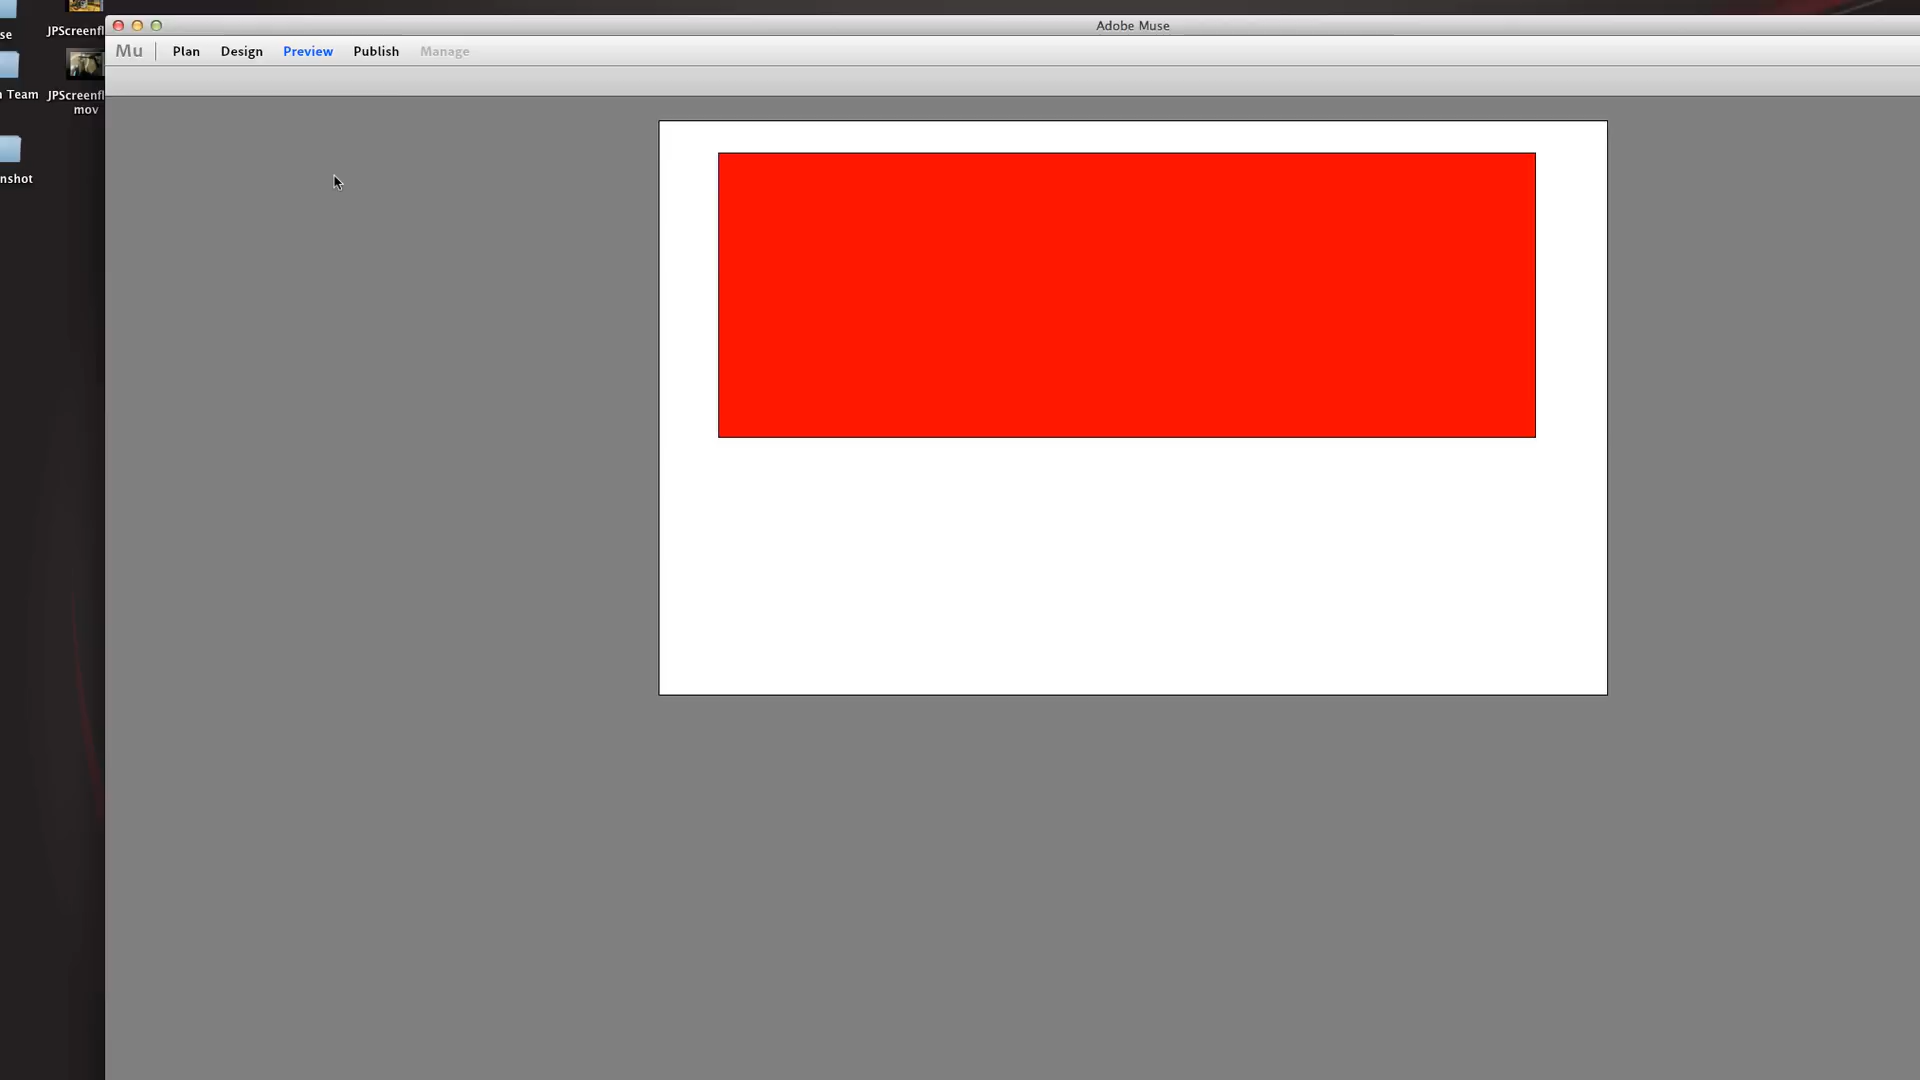 se
JPScreenfl
Adobe Muse
Mu Plan Design Preview Publish Manage
Team
JPScreenfl
mov
nshot